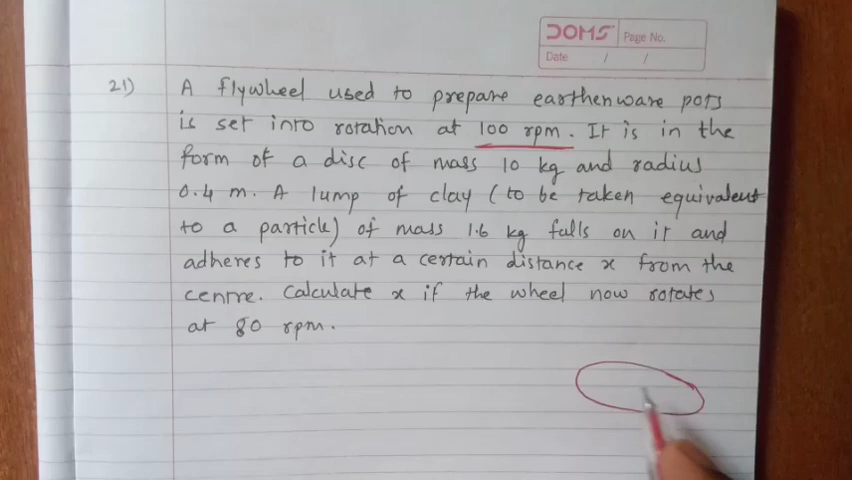 DOMS Page No.
Date / /
21) A flywheel used to prepare earthenware pots
is set into rotation at 100 rpm. It is in the
form of a disc of mass 10 kg and radius
0.4 m. A lump of clay (to be taken equivalent
to a particle) of mass 1.6 kg falls on it and
adheres to it at a certain distance x from the
centre. Calculate x if the wheel now rotates
at 80 rpm.